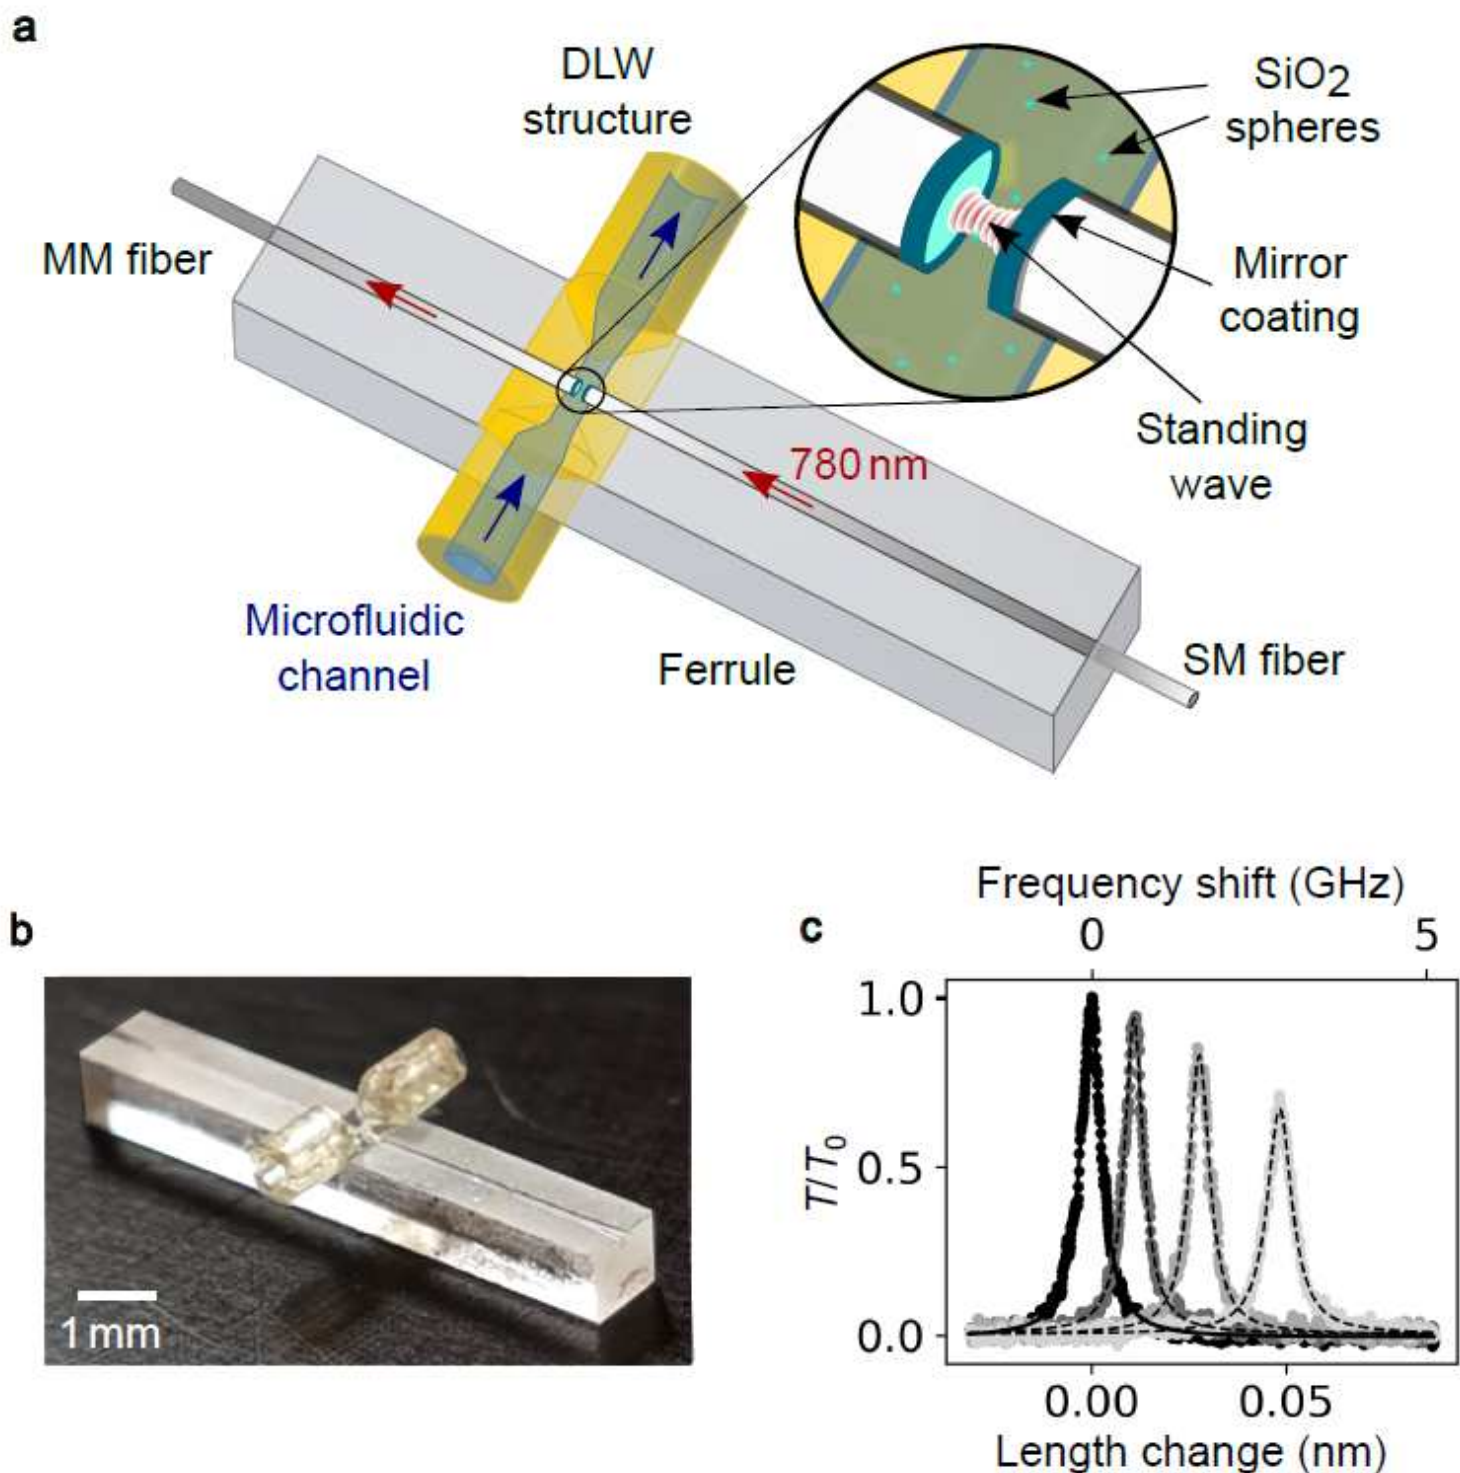 a
DLW
structure
SiO2
spheres
MM fiber
Mirror
coating
Standing
wave
780 nm
Microfluidic
channel
Ferrule
SM fiber
b
1 mm
c
Frequency shift (GHz)
0 5
1.0
0.5
0.0
T/T0
0.00 0.05
Length change (nm)